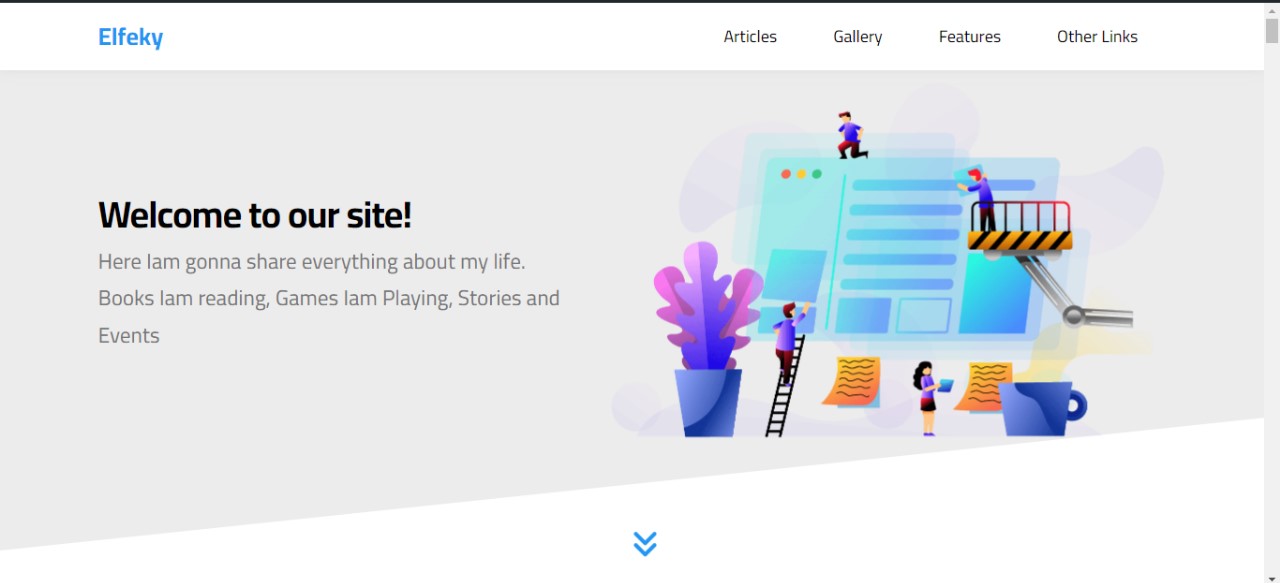 Elfeky
Articles
Gallery
Features
Other Links
Welcome to our site!
Here Iam gonna share everything about my life.
Books Iam reading, Games Iam Playing, Stories and
Events